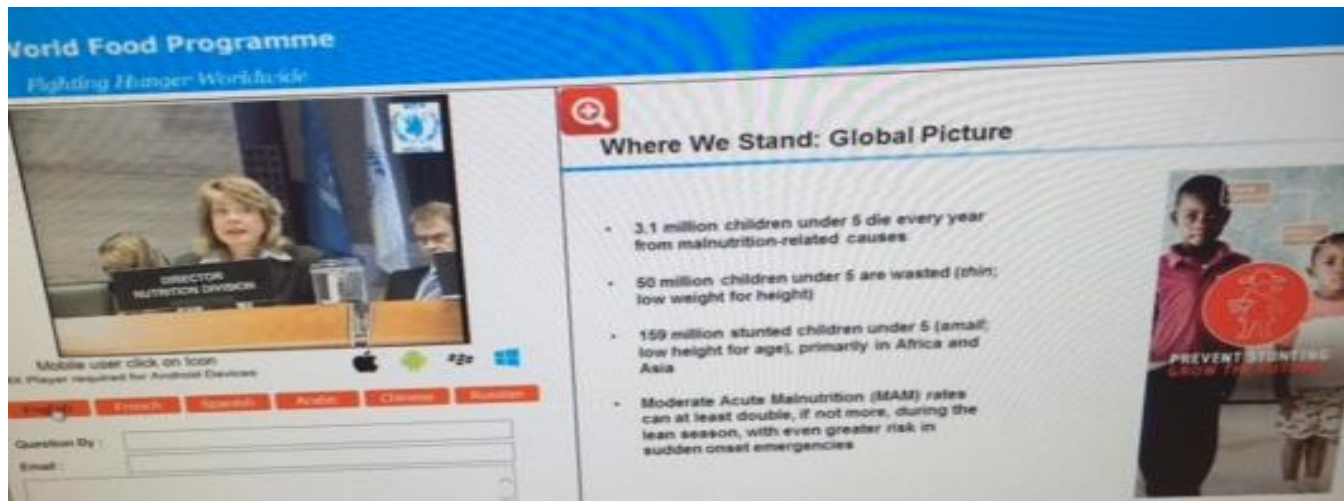 World Food Programme
Fighting Hunger Worldwide
DIRECTOR
NUTRITION DIVISION
Mobile user click on Icon
Player required for Android Devices
English French Spanish Arabic Chinese Russian
Question By :
Email :
Where We Stand: Global Picture
• 3.1 million children under 5 die every year
from malnutrition-related causes
• 50 million children under 5 are wasted (thin;
low weight for height)
• 159 million stunted children under 5 (small;
low height for age), primarily in Africa and
Asia
• Moderate Acute Malnutrition (MAM) rates
can at least double, if not more, during the
lean season, with even greater risk in
sudden onset emergencies
PREVENT STUNTING
GROW THE FUTURE